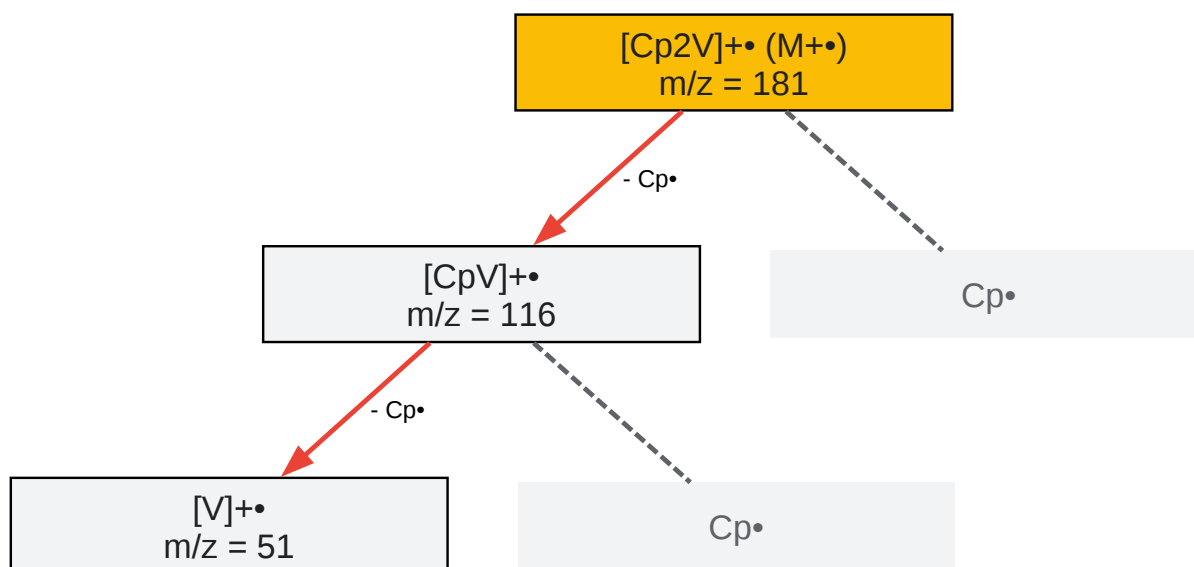 [Cp2V]+• (M+•)
m/z = 181
- Cp•
[CpV]+•
m/z = 116
Cp•
- Cp•
[V]+•
m/z = 51
Cp•